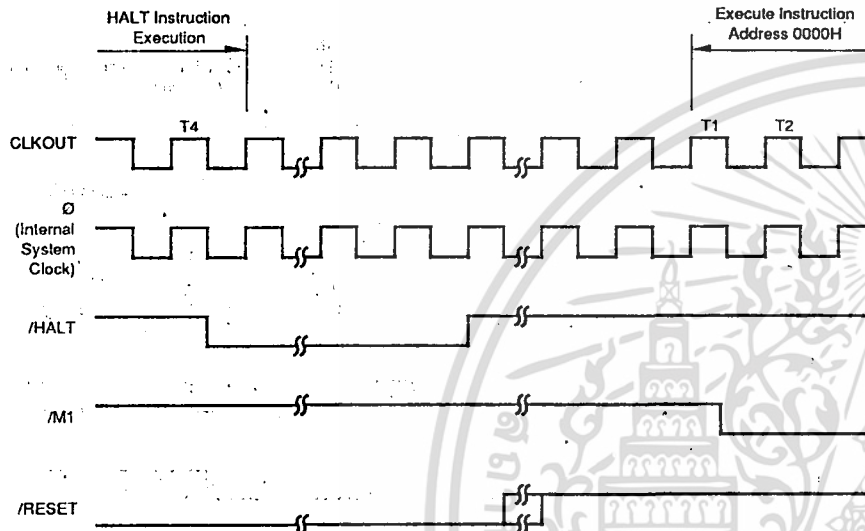 HALT Instruction
Execution
Execute Instruction
Address 0000H
T4
T1
T2
CLKOUT
Ø
(Internal
System
Clock)
/HALT
/M1
/RESET